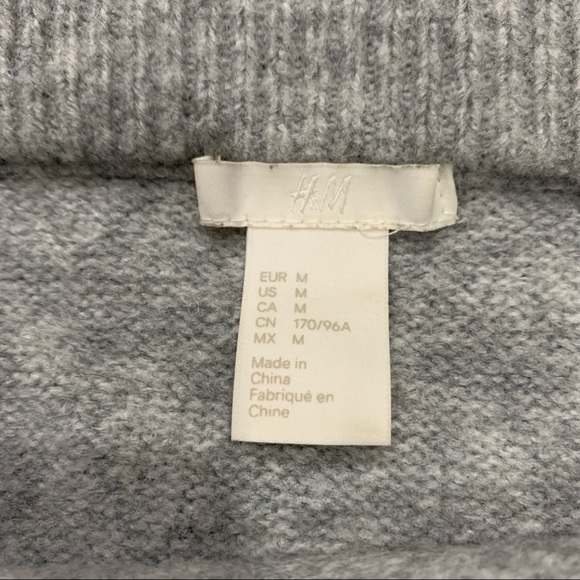 H&M
EUR M
US M
CA M
CN 170/96A
MX M
Made in
China
Fabriqué en
Chine